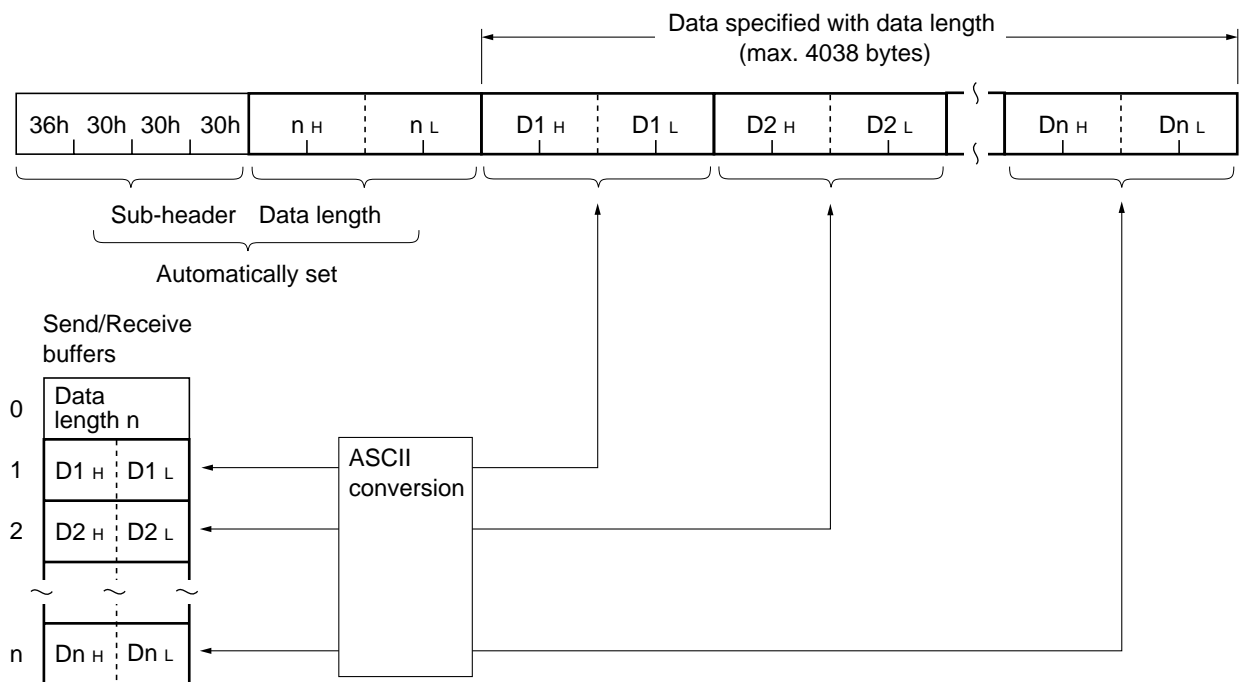 Data specified with data length
(max. 4038 bytes)
36h 30h 30h 30h n H n L D1 H D1 L D2 H D2 L Dn H Dn L
Sub-header Data length
Automatically set
Send/Receive
buffers
0 Data
length n
1 D1 H D1 L
ASCII
conversion
2 D2 H D2 L
n Dn H Dn L